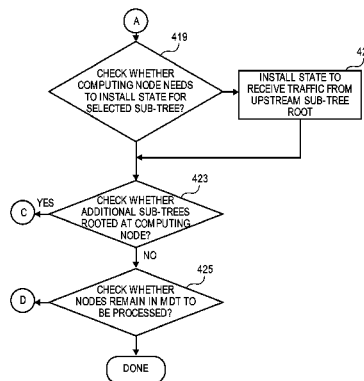 A
419
CHECK WHETHER
COMPUTING NODE NEEDS
TO INSTALL STATE FOR
SELECTED SUB-TREE?
INSTALL STATE TO
RECEIVE TRAFFIC FROM
UPSTREAM SUB-TREE
ROOT
423
CHECK WHETHER
ADDITIONAL SUB-TREES
ROOTED AT COMPUTING
NODE?
YES
C
NO
425
CHECK WHETHER
NODES REMAIN IN MDT TO
BE PROCESSED?
D
DONE